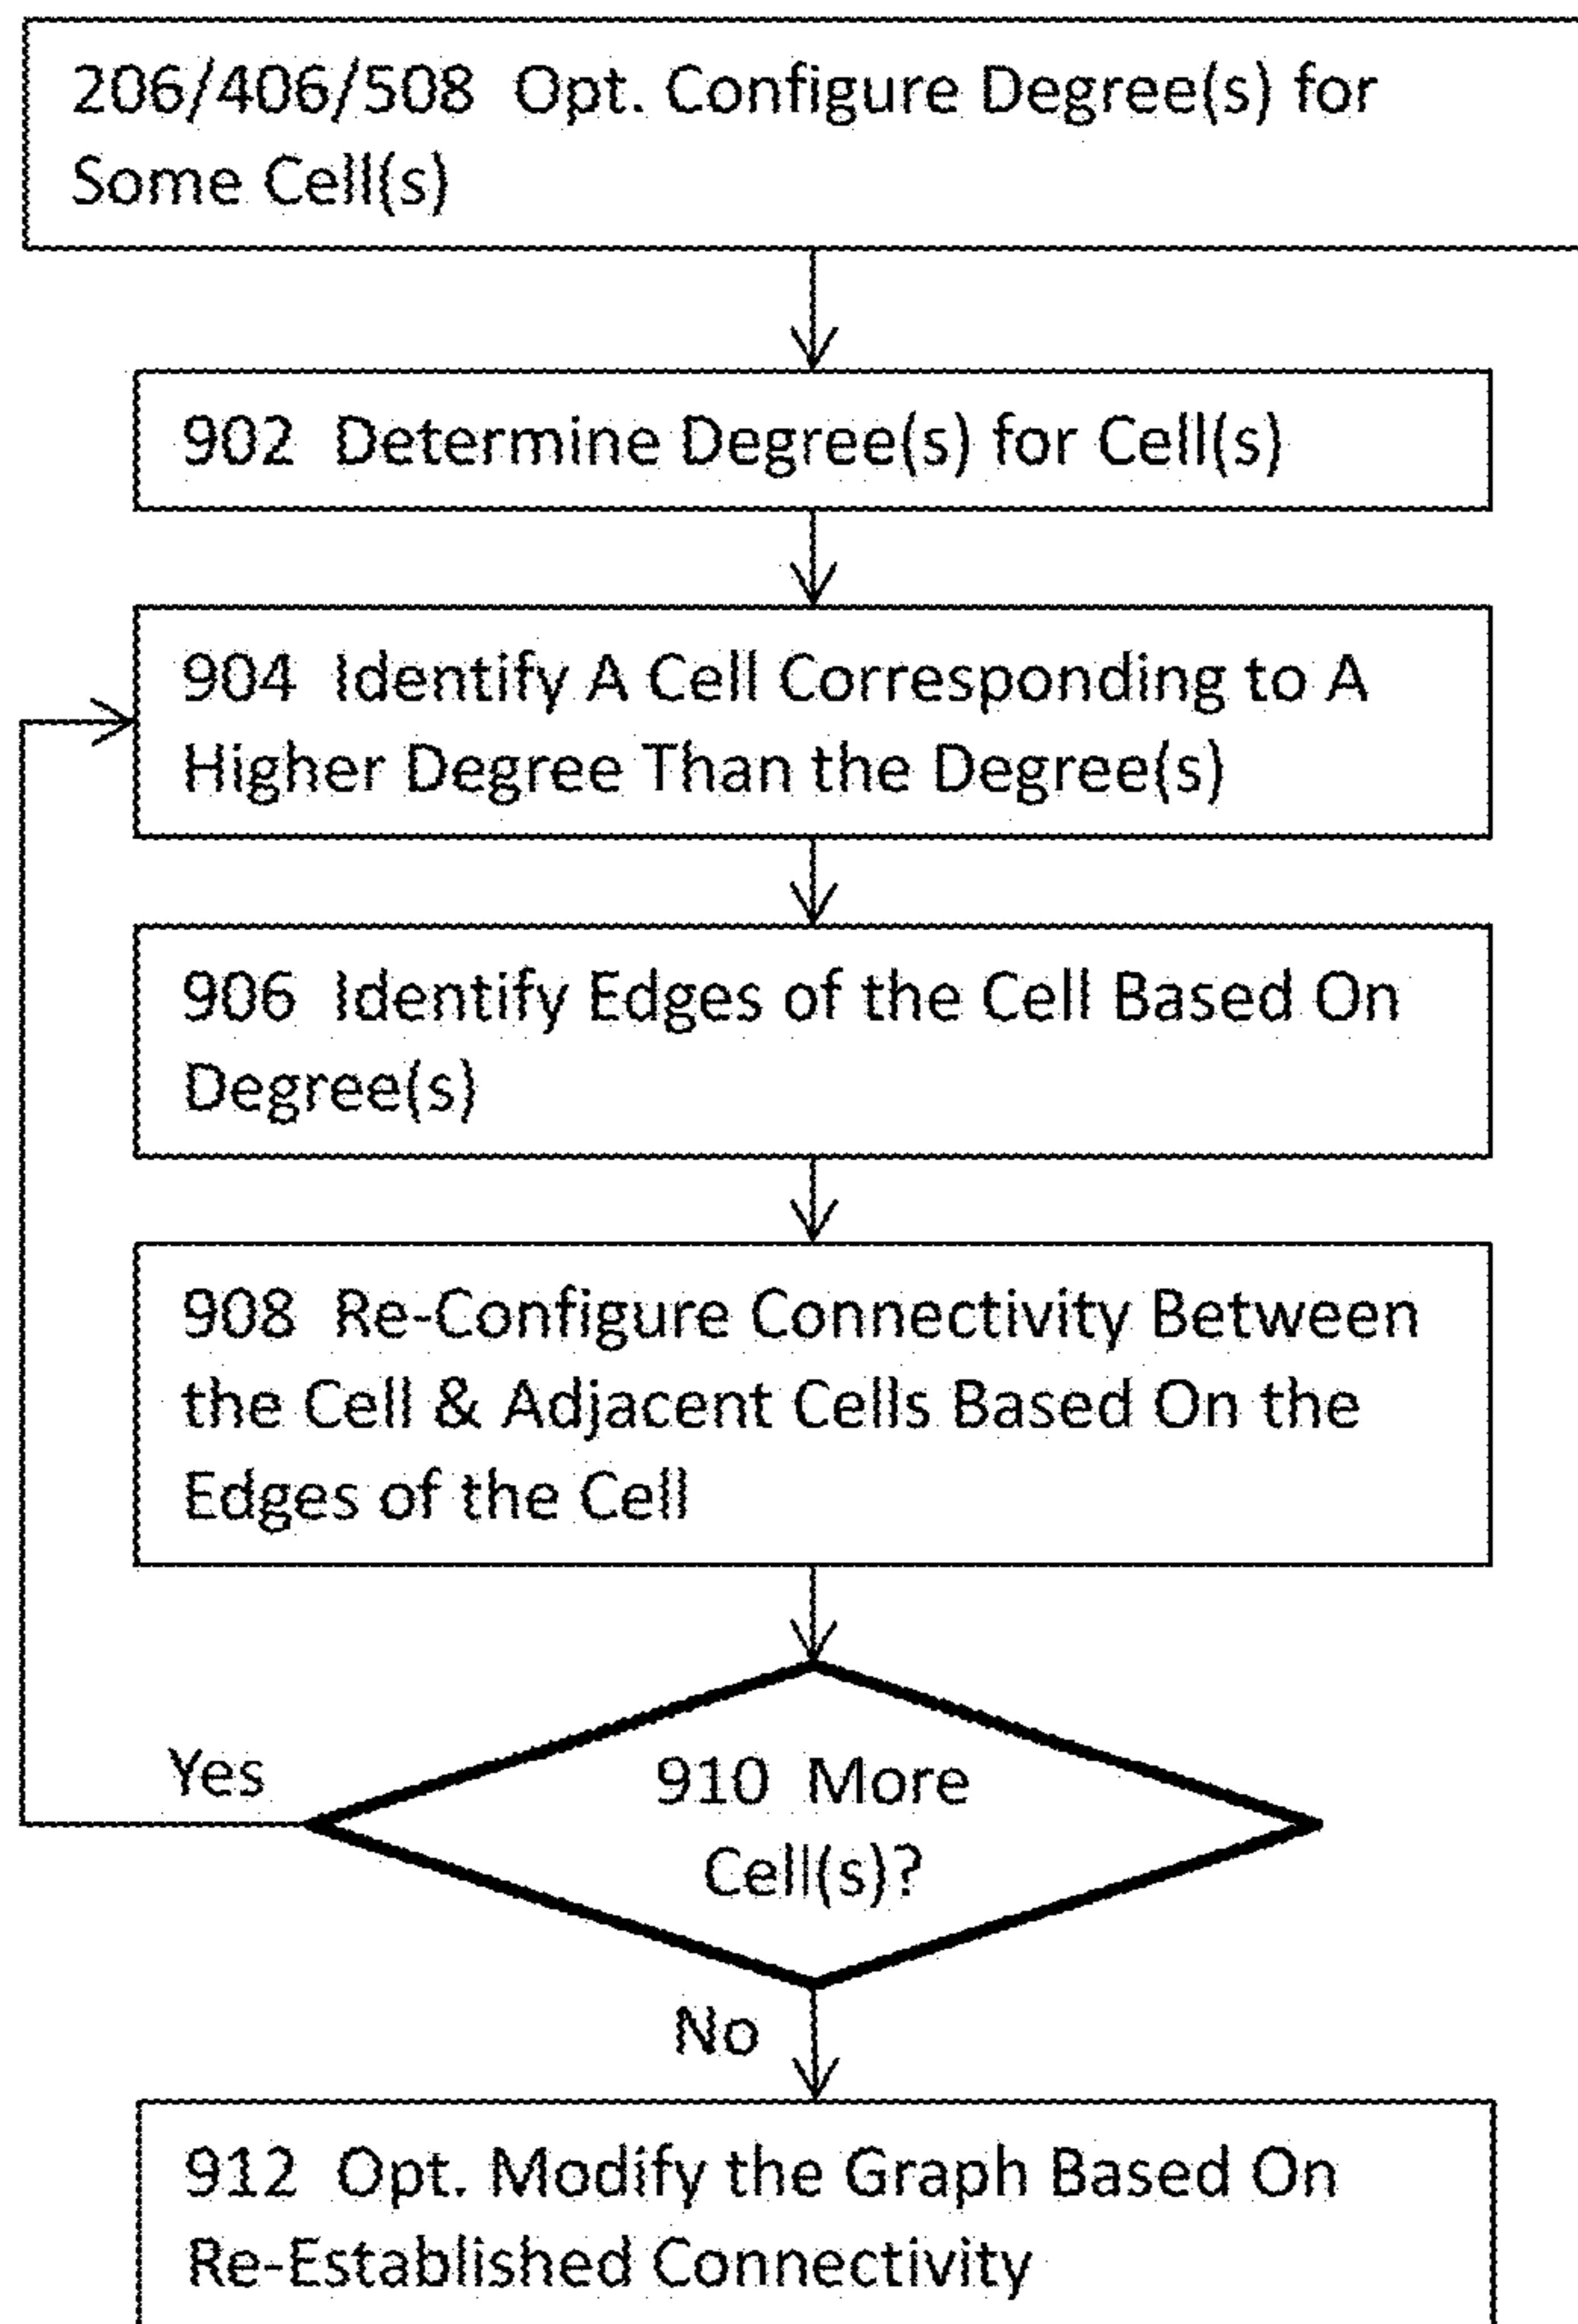 206/406/508 Opt. Configure Degree(s) for
Some Cell(s)
902 Determine Degree(s) for Cell(s)
904 Identify A Cell Corresponding to A
Higher Degree Than the Degree(s)
906 Identify Edges of the Cell Based On
Degree(s)
908 Re-Configure Connectivity Between
the Cell & Adjacent Cells Based On the
Edges of the Cell
Yes
910 More
Cell(s)?
No
912 Opt. Modify the Graph Based On
Re-Established Connectivity